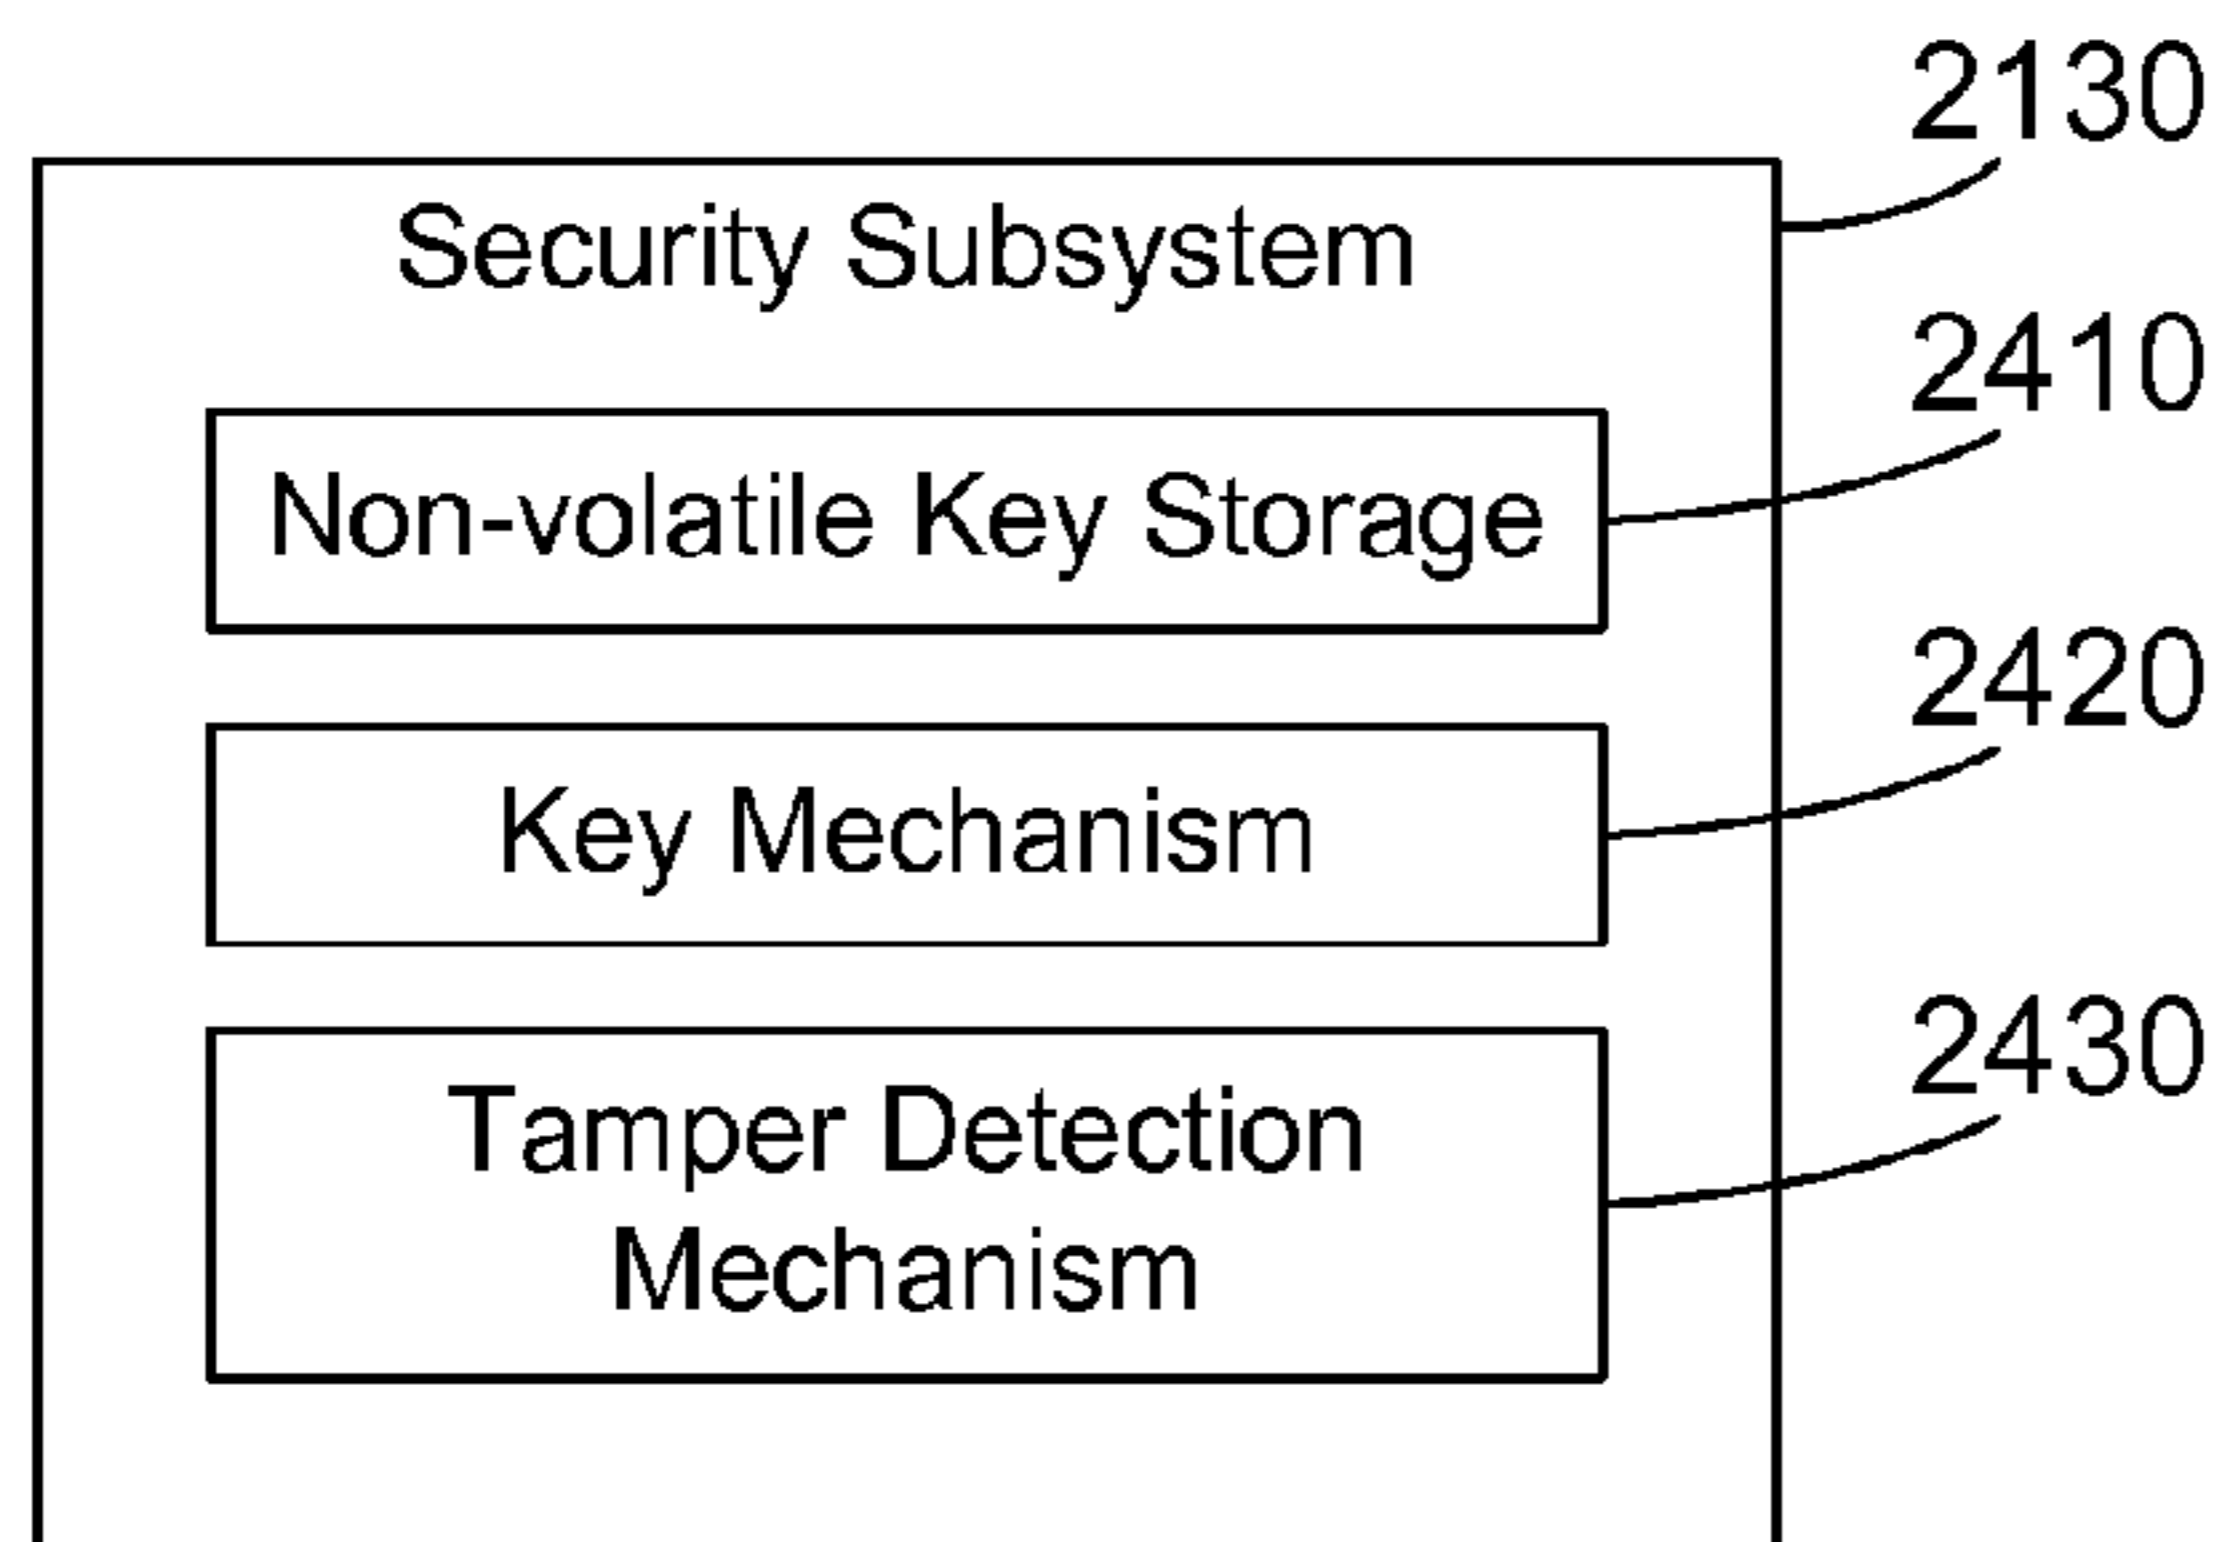 2130
Security Subsystem
2410
Non-volatile Key Storage
2420
Key Mechanism
2430
Tamper Detection
Mechanism